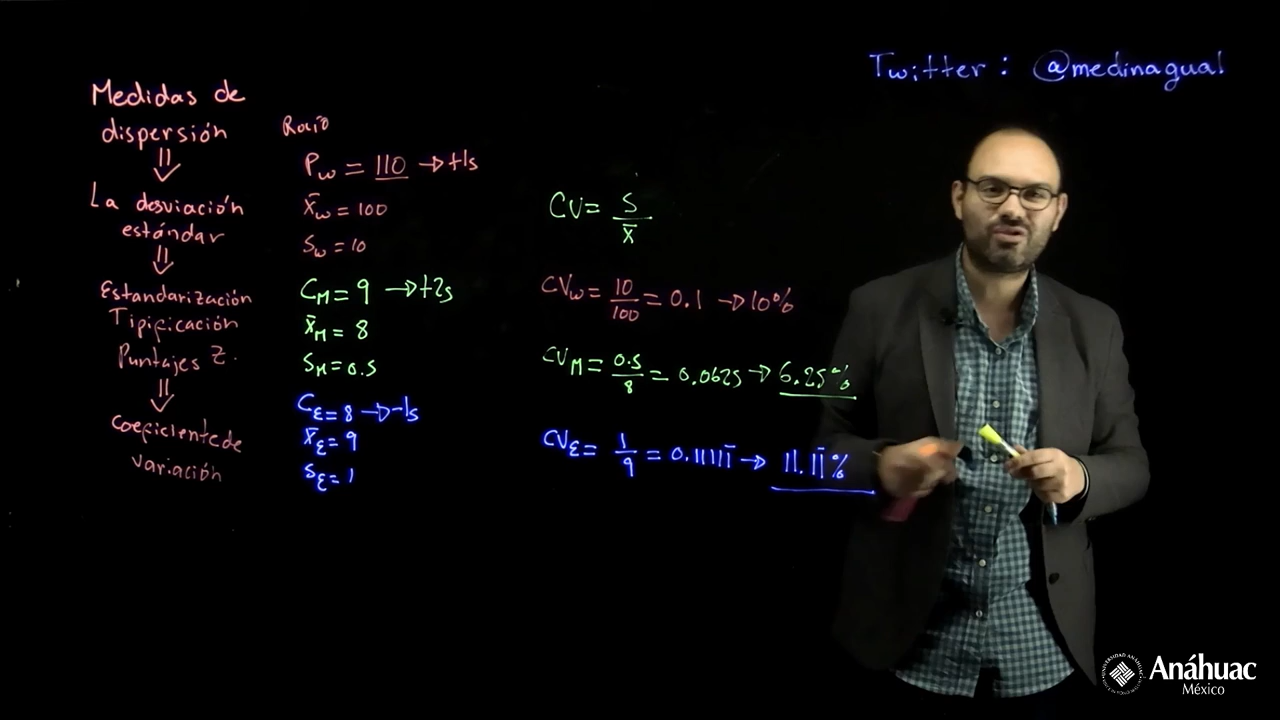 Twitter: @medinagual
Medidas de
dispersión
⇓
La desviación
estándar
⇓
Estandarización
Tipificación
Puntajes Z.
⇓
Coeficiente de
variación
Rocío
Pw = 110 → +1s
x̄w = 100
Sw = 10
CM = 9 → +2s
x̄M = 8
SM = 0.5
CE = 8 → -1s
x̄E = 9
SE = 1
CV = S/x̄
CVw = 10/100 = 0.1 → 10%
CVM = 0.5/8 = 0.0625 → 6.25%
CVE = 1/9 = 0.11111̄ → 11.11̄%
Anáhuac
México